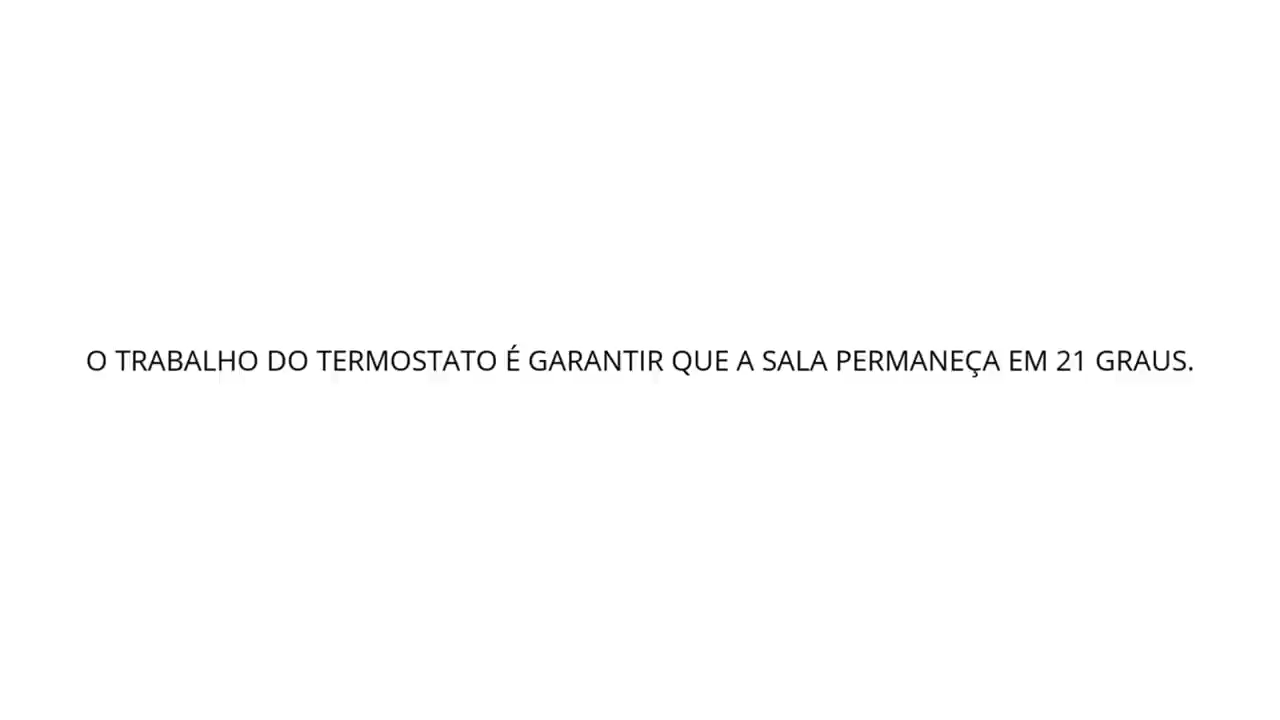 O TRABALHO DO TERMOSTATO É GARANTIR QUE A SALA PERMANEÇA EM 21 GRAUS.